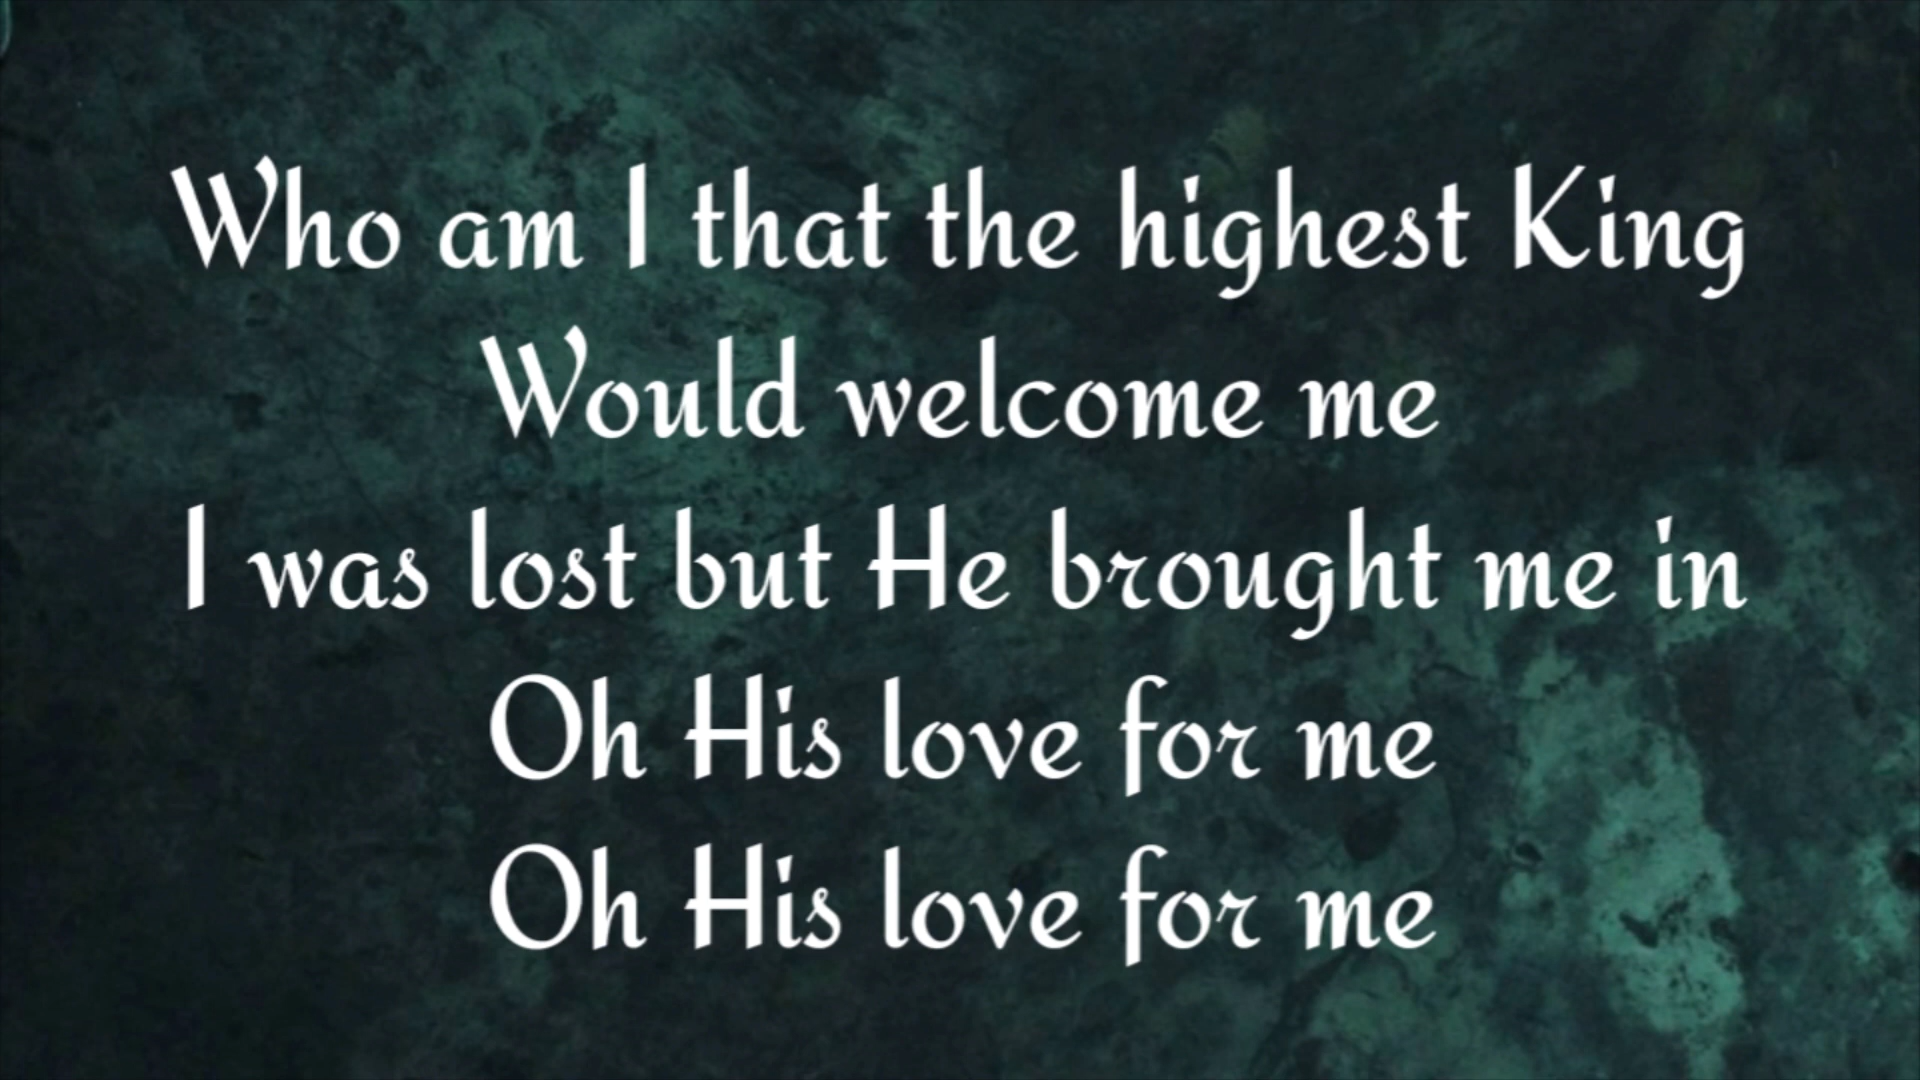 Who am I that the highest King
Would welcome me
I was lost but He brought me in
Oh His love for me
Oh His love for me